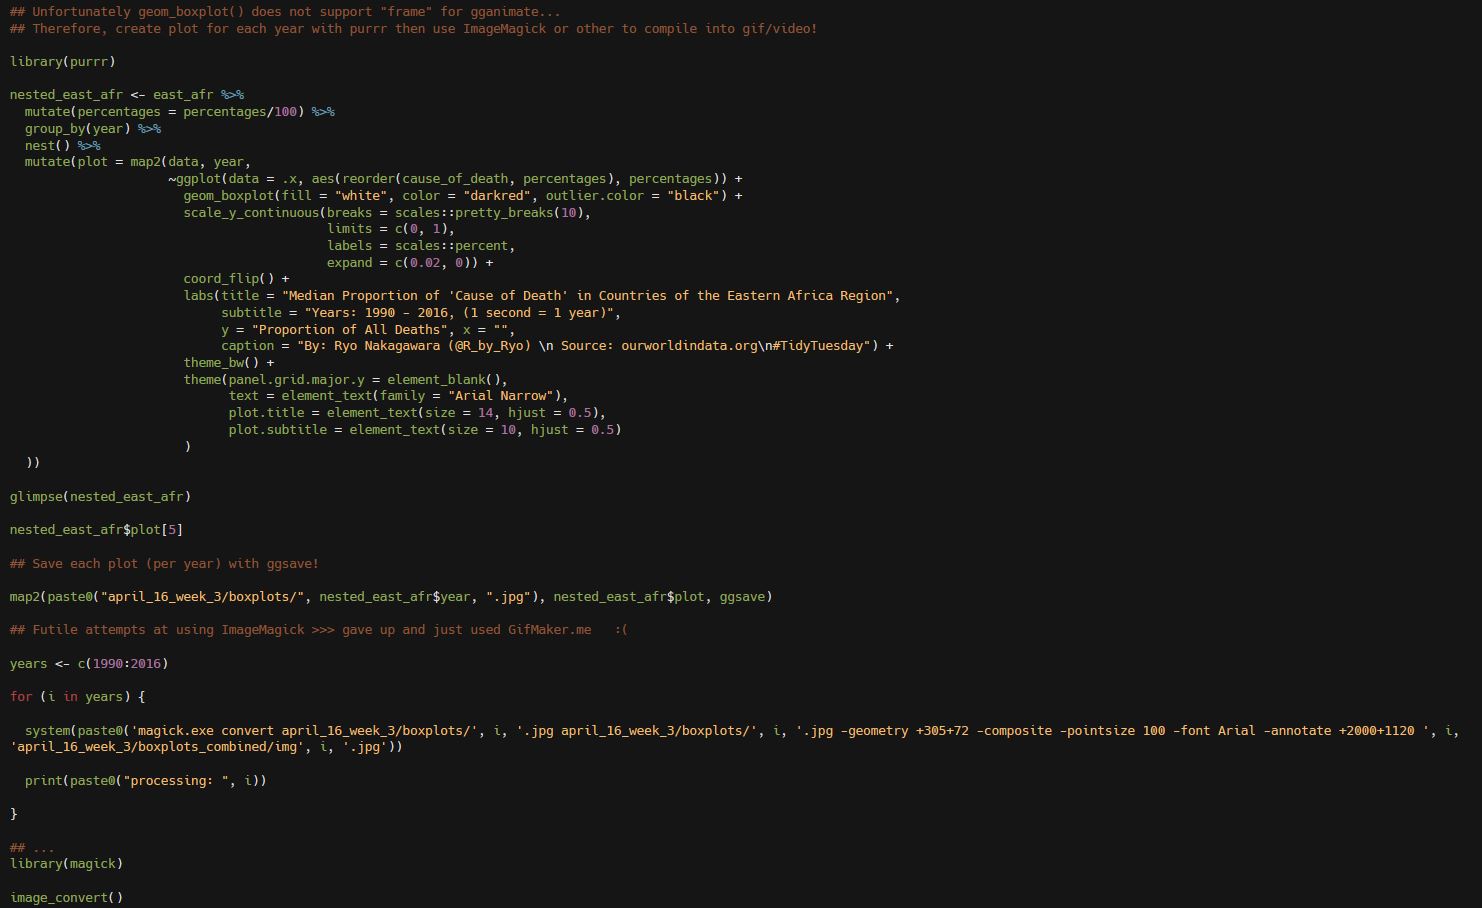 ## Unfortunately geom_boxplot() does not support "frame" for gganimate...
## Therefore, create plot for each year with purrr then use ImageMagick or other to compile into gif/video!
library(purrr)
nested_east_afr <- east_afr %>%
  mutate(percentages = percentages/100) %>%
  group_by(year) %>%
  nest() %>%
  mutate(plot = map2(data, year,
                     ~ggplot(data = .x, aes(reorder(cause_of_death, percentages), percentages)) +
                       geom_boxplot(fill = "white", color = "darkred", outlier.color = "black") +
                       scale_y_continuous(breaks = scales::pretty_breaks(10),
                                          limits = c(0, 1),
                                          labels = scales::percent,
                                          expand = c(0.02, 0)) +
                       coord_flip() +
                       labs(title = "Median Proportion of 'Cause of Death' in Countries of the Eastern Africa Region",
                            subtitle = "Years: 1990 - 2016, (1 second = 1 year)",
                            y = "Proportion of All Deaths", x = "",
                            caption = "By: Ryo Nakagawara (@R_by_Ryo) \n Source: ourworldindata.org\n#TidyTuesday") +
                       theme_bw() +
                       theme(panel.grid.major.y = element_blank(),
                             text = element_text(family = "Arial Narrow"),
                             plot.title = element_text(size = 14, hjust = 0.5),
                             plot.subtitle = element_text(size = 10, hjust = 0.5)
                       )
  ))
glimpse(nested_east_afr)
nested_east_afr$plot[5]
## Save each plot (per year) with ggsave!
map2(paste0("april_16_week_3/boxplots/", nested_east_afr$year, ".jpg"), nested_east_afr$plot, ggsave)
## Futile attempts at using ImageMagick >>> gave up and just used GifMaker.me   :(
years <- c(1990:2016)
for (i in years) {
  system(paste0('magick.exe convert april_16_week_3/boxplots/', i, '.jpg april_16_week_3/boxplots/', i, '.jpg -geometry +305+72 -composite -pointsize 100 -font Arial -annotate +2000+1120 ', i,
'april_16_week_3/boxplots_combined/img', i, '.jpg'))
  print(paste0("processing: ", i))
}
## ...
library(magick)
image_convert()